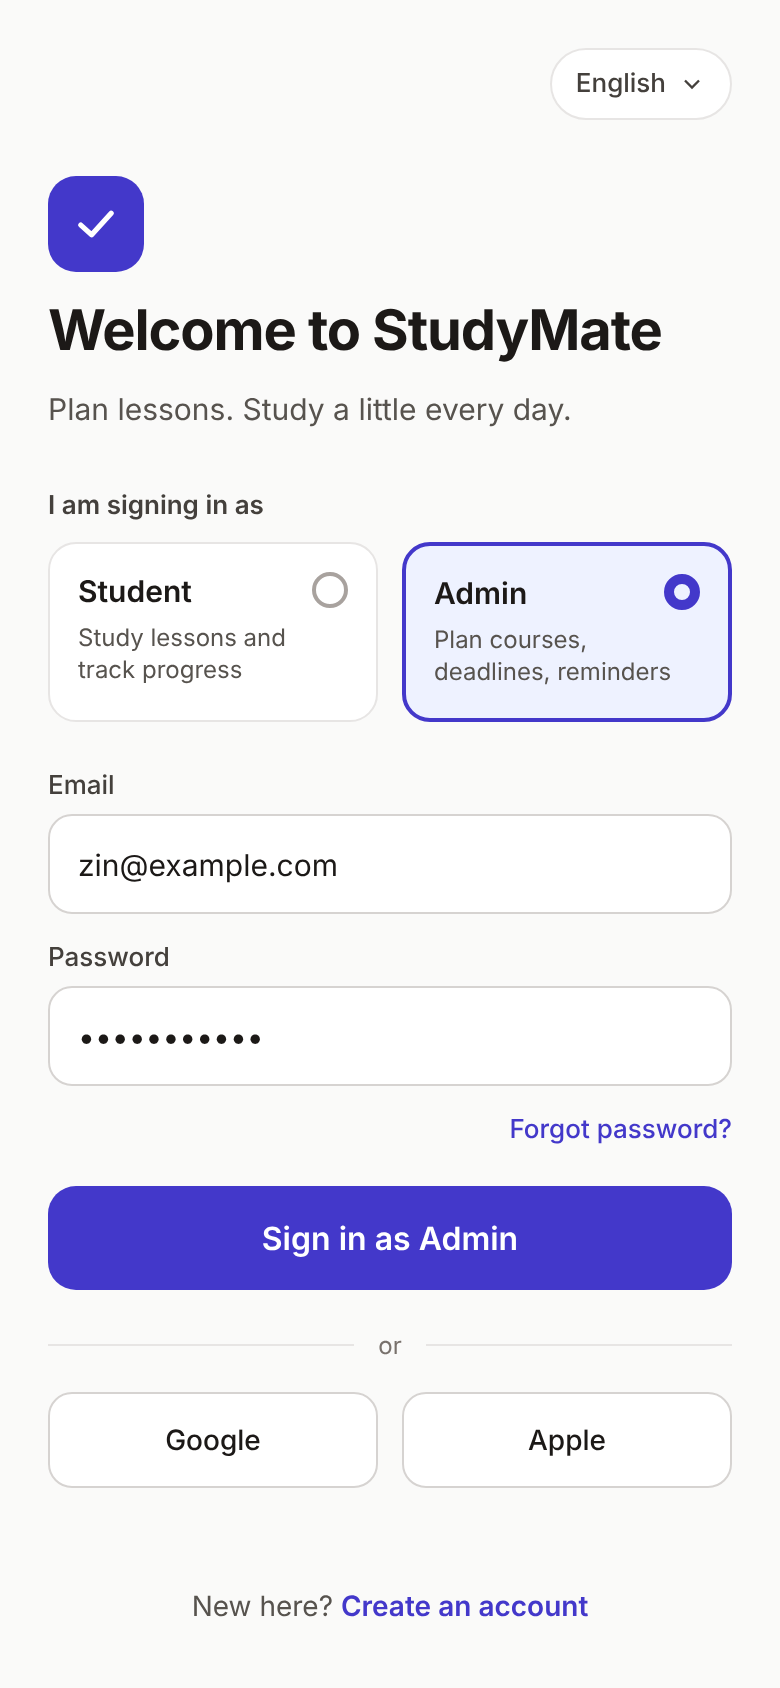 English
Welcome to StudyMate
Plan lessons. Study a little every day.
I am signing in as
Student
Study lessons and
track progress
Admin
Plan courses,
deadlines, reminders
Email
zin@example.com
Password
•••••••••••
Forgot password?
Sign in as Admin
or
Google
Apple
New here? Create an account